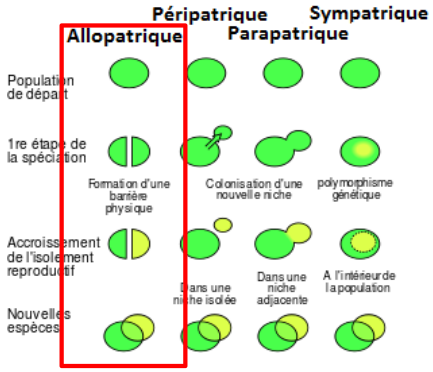 Péripatrique
Sympatrique
Allopatrique
Parapatrique
Population
de départ
1re étape de
la spéciation
Formation d'une
barrière
physique
Colonisation d'une
nouvelle niche
polymorphisme
génétique
Accroissement
de l'isolement
reproductif
Dans une
niche isolée
Dans une
niche
adjacente
A l'intérieur de
la population
Nouvelles
espèces